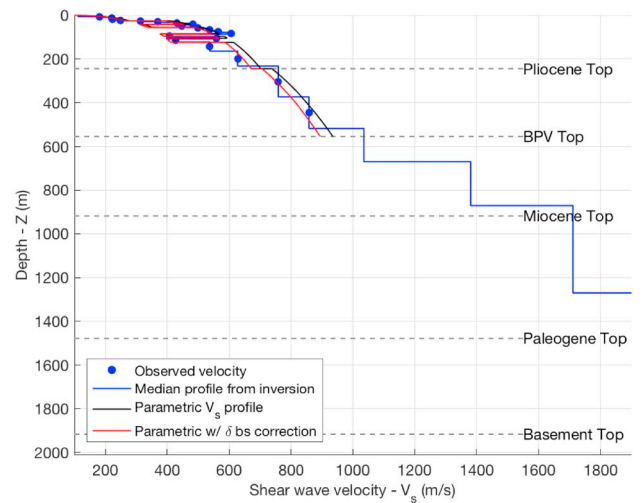 0
200
400
600
800
1000
1200
1400
1600
1800
2000
Depth - Z (m)
Pliocene Top
BPV Top
Miocene Top
Paleogene Top
Basement Top
Observed velocity
Median profile from inversion
Parametric V_s profile
Parametric w/ δ bs correction
200 400 600 800 1000 1200 1400 1600 1800
Shear wave velocity - V_s (m/s)